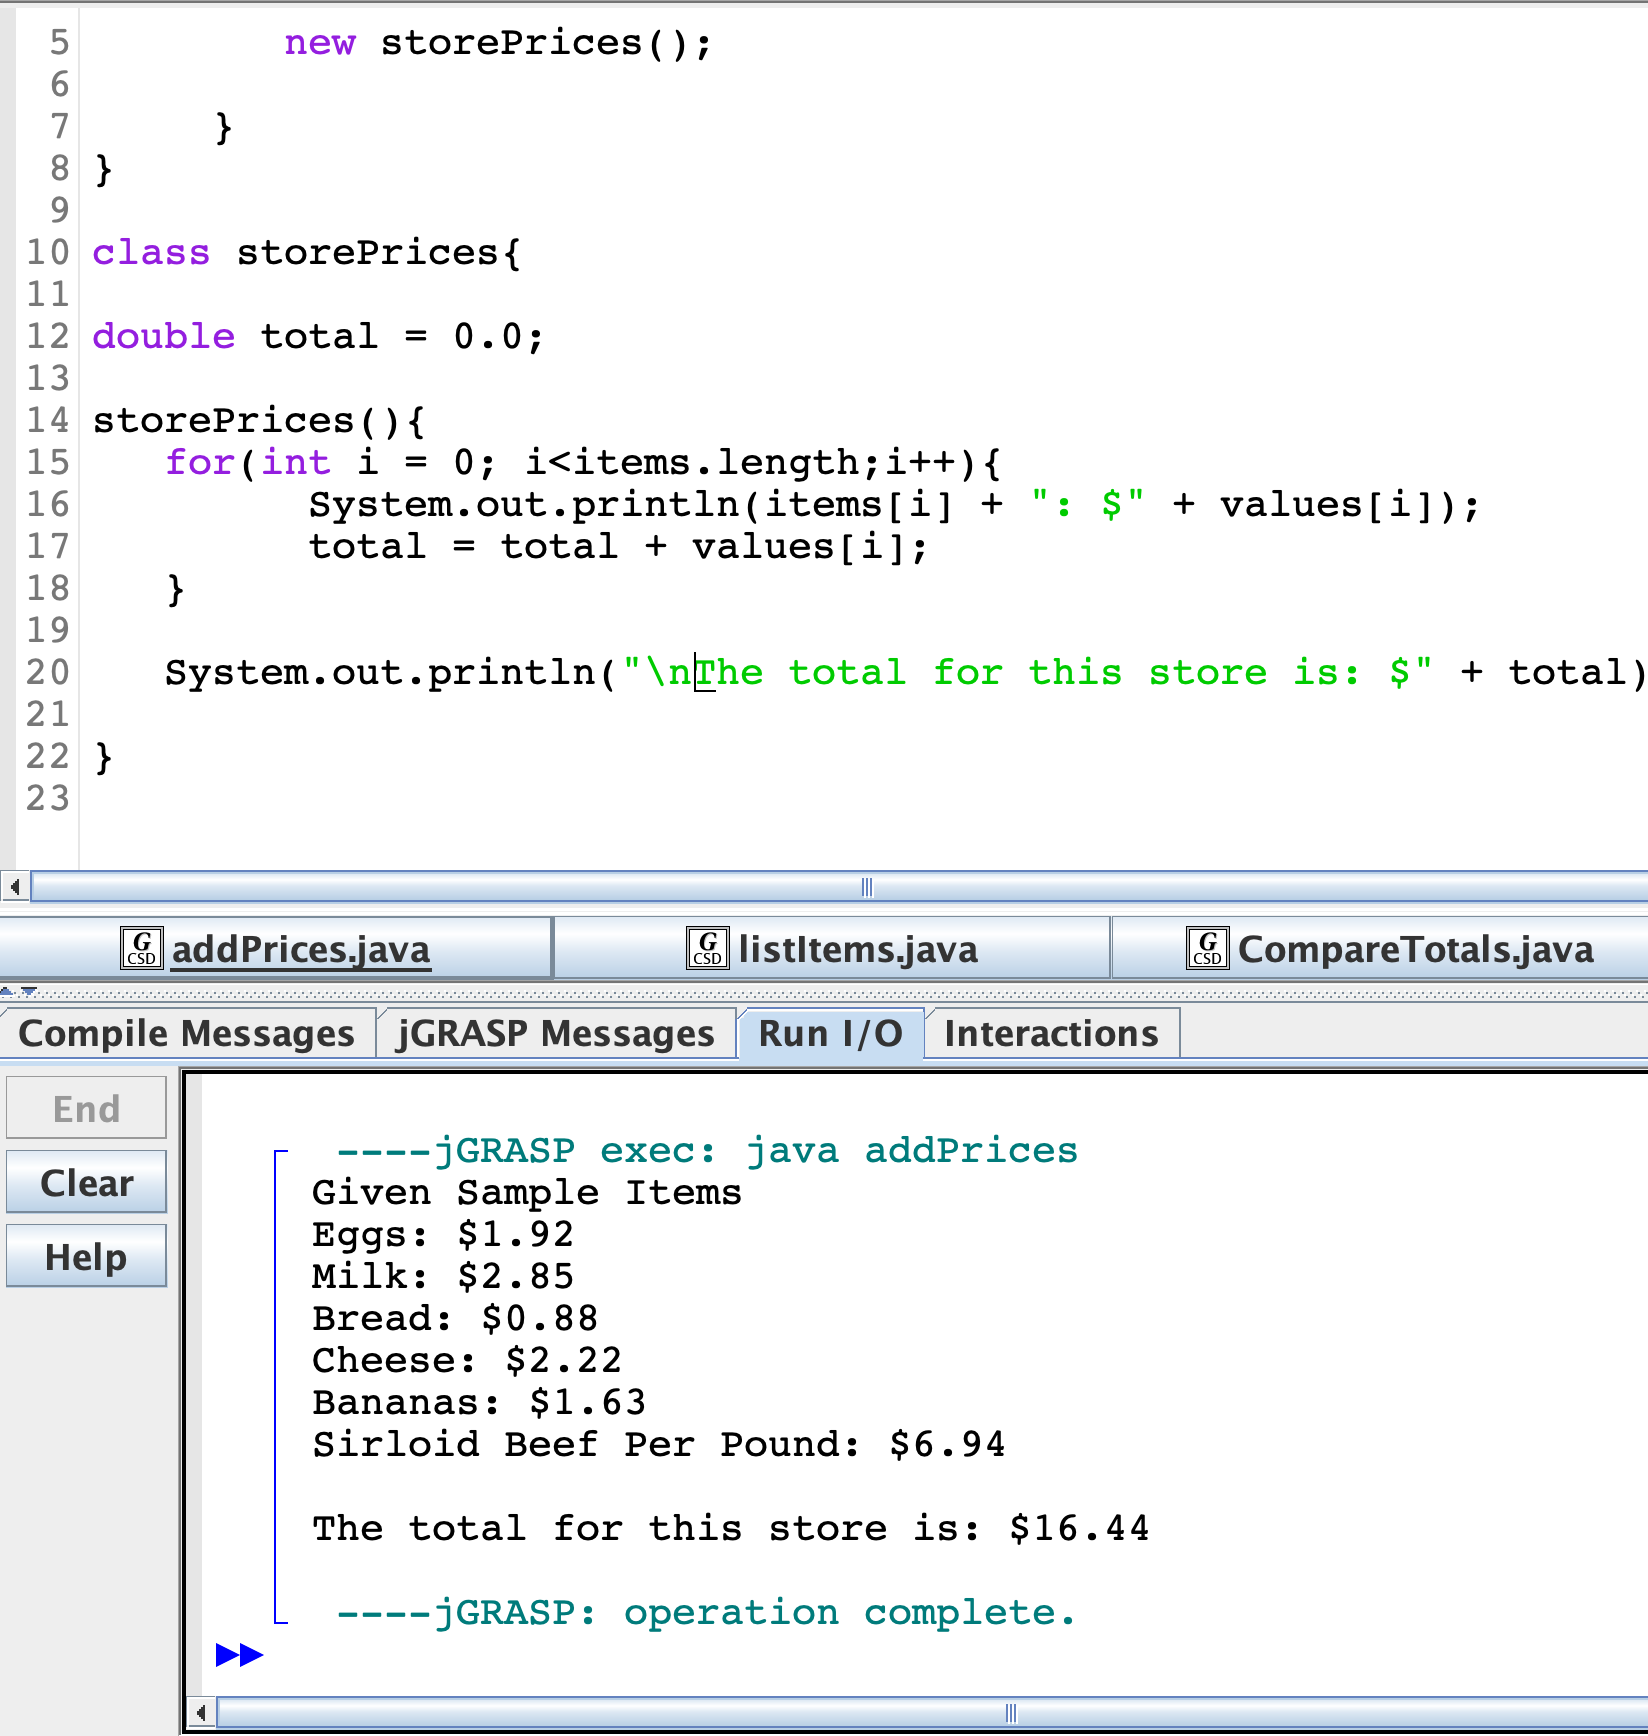 5 new storePrices();
6
7 }
8 }
9
10 class storePrices{
11
12 double total = 0.0;
13
14 storePrices(){
15 for(int i = 0; i<items.length;i++){
16 System.out.println(items[i] + ": $" + values[i]);
17 total = total + values[i];
18 }
19
20 System.out.println("\nThe total for this store is: $" + total)
21
22 }
23
G CSD addPrices.java G CSD listItems.java G CSD CompareTotals.java
Compile Messages jGRASP Messages Run I/O Interactions
End
Clear
Help
----jGRASP exec: java addPrices
Given Sample Items
Eggs: $1.92
Milk: $2.85
Bread: $0.88
Cheese: $2.22
Bananas: $1.63
Sirloid Beef Per Pound: $6.94
The total for this store is: $16.44
----jGRASP: operation complete.